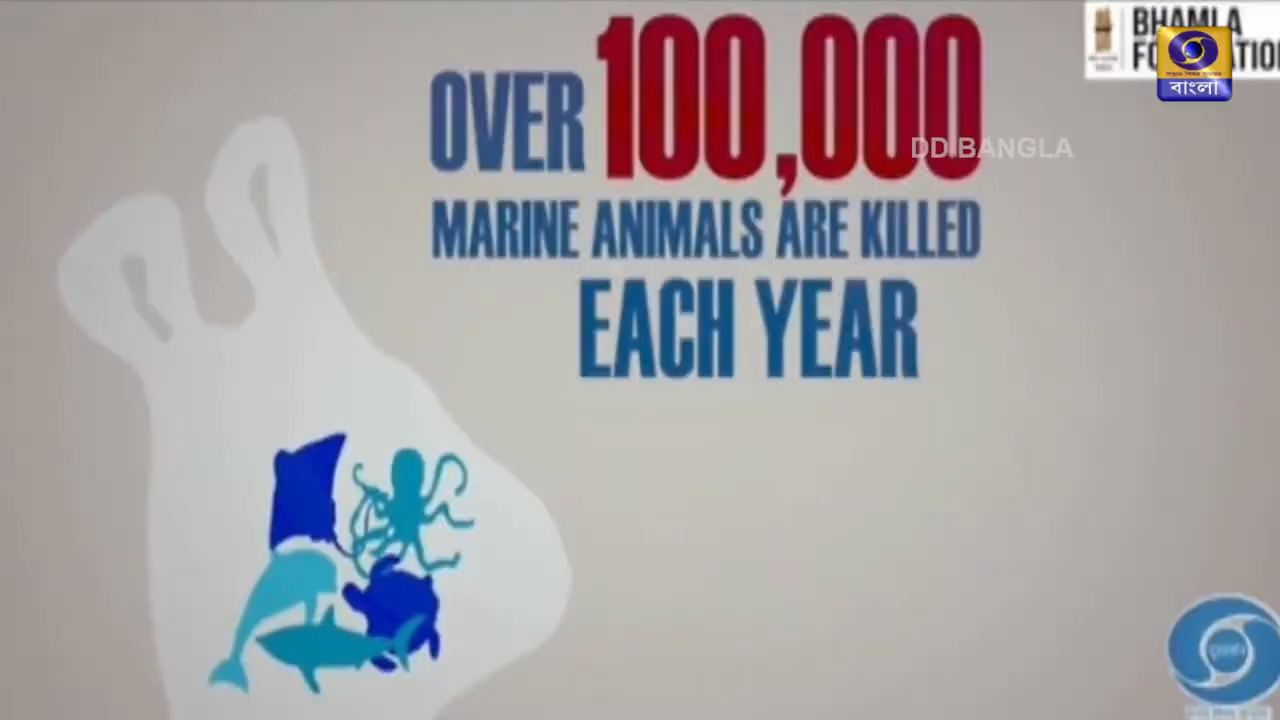 OVER 100,000
MARINE ANIMALS ARE KILLED
EACH YEAR
BHAMLA
DD BANGLA
বাংলা